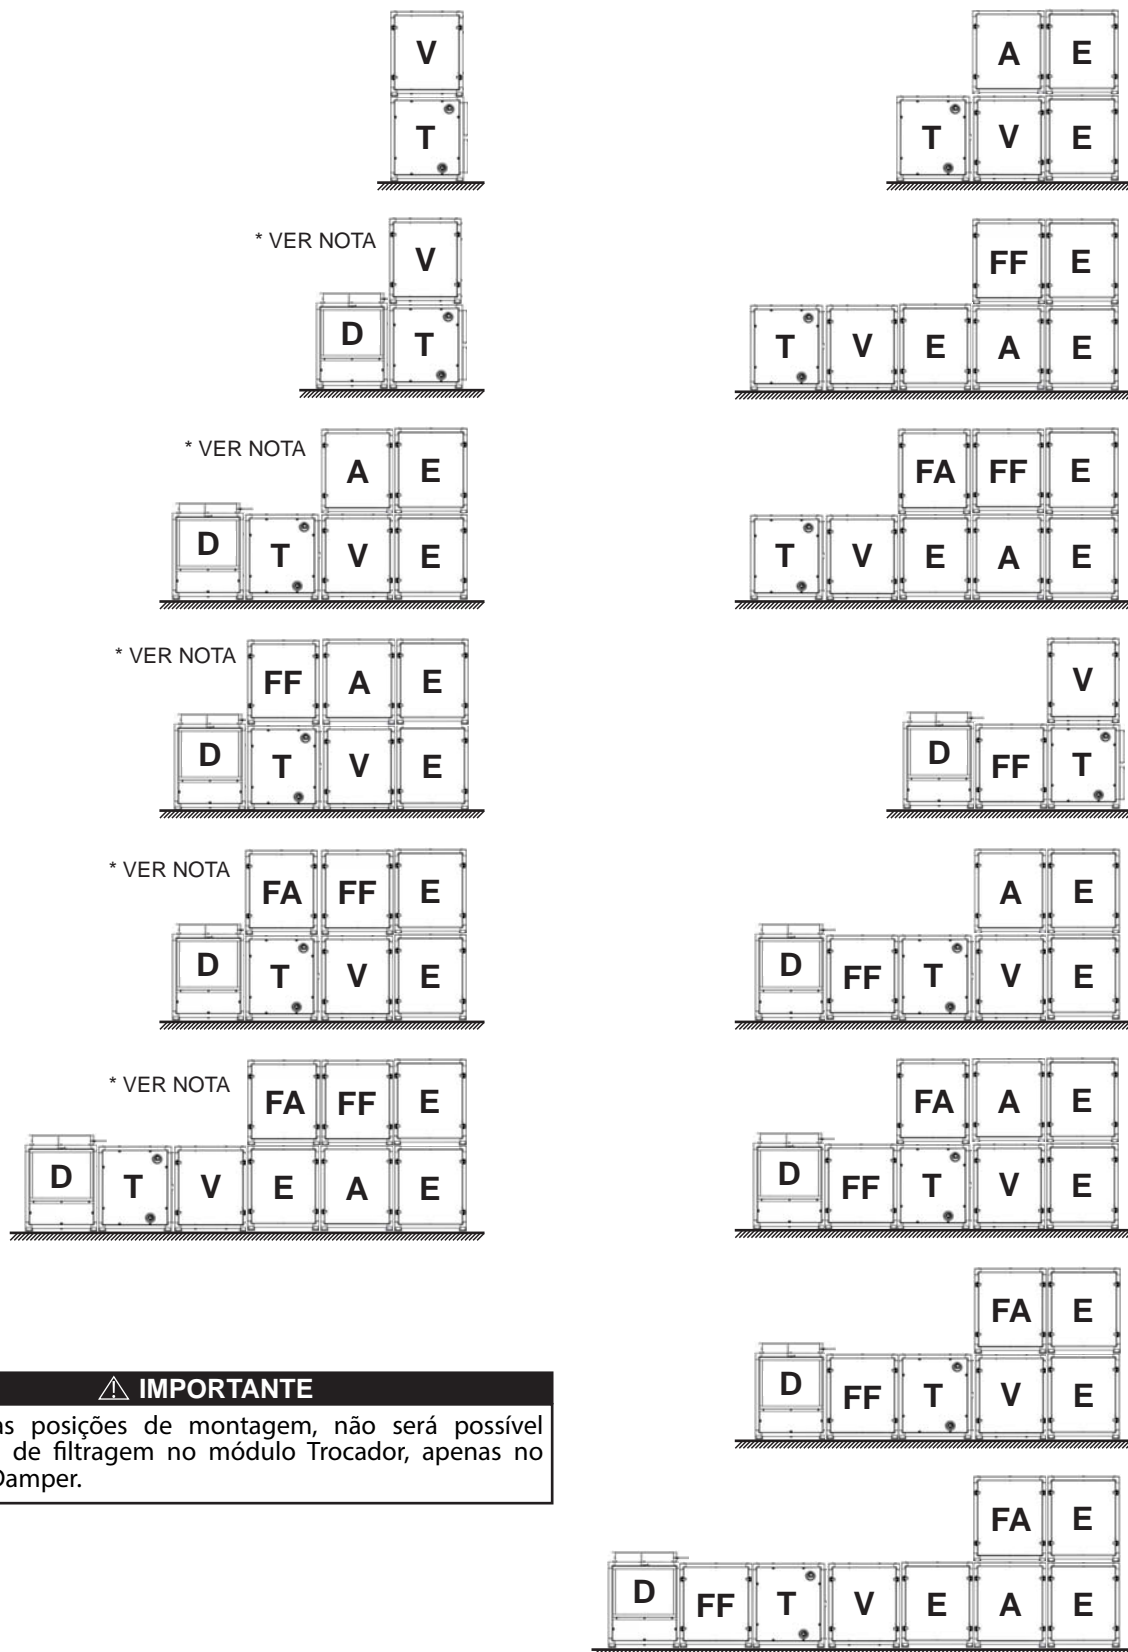 V
T
* VER NOTA
V
D T
* VER NOTA
A E
D T V E
* VER NOTA
FF A E
D T V E
* VER NOTA
FA FF E
D T V E
* VER NOTA
FA FF E
D T V E A E
IMPORTANTE
as posições de montagem, não será possível
de filtragem no módulo Trocador, apenas no
Damper.
A E
T V E
FF E
T V E A E
FA FF E
T V E A E
V
D FF T
A E
D FF T V E
FA A E
D FF T V E
FA E
D FF T V E
FA E
D FF T V E A E